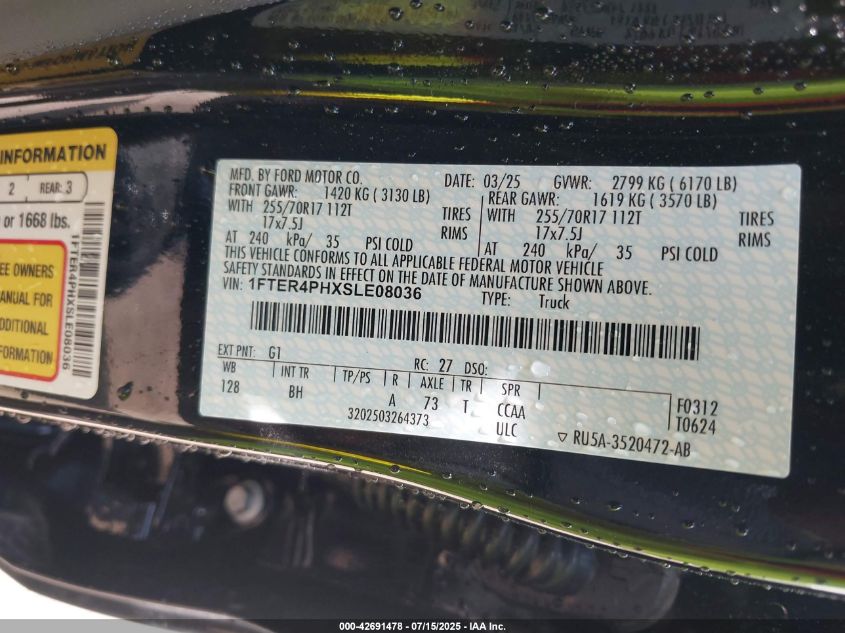 INFORMATION
2 REAR: 3
or 1668 lbs.
EE OWNERS
MANUAL FOR
ADDITIONAL
INFORMATION
1FTER4PHXSLE08036
MFD. BY FORD MOTOR CO. DATE: 03/25 GVWR: 2799 KG ( 6170 LB)
FRONT GAWR: 1420 KG ( 3130 LB) REAR GAWR: 1619 KG ( 3570 LB)
WITH 255/70R17 112T TIRES WITH 255/70R17 112T TIRES
17x7.5J RIMS 17x7.5J RIMS
AT 240 kPa/ 35 PSI COLD AT 240 kPa/ 35 PSI COLD
THIS VEHICLE CONFORMS TO ALL APPLICABLE FEDERAL MOTOR VEHICLE
SAFETY STANDARDS IN EFFECT ON THE DATE OF MANUFACTURE SHOWN ABOVE.
VIN: 1FTER4PHXSLE08036 TYPE: Truck
EXT PNT: G1 RC: 27 DSO:
WB INT TR TP/PS R AXLE TR SPR
128 BH A 73 T CCAA F0312
3202503264373 ULC T0624
▽ RU5A-3520472-AB
000-42691478 - 07/15/2025 - IAA Inc.